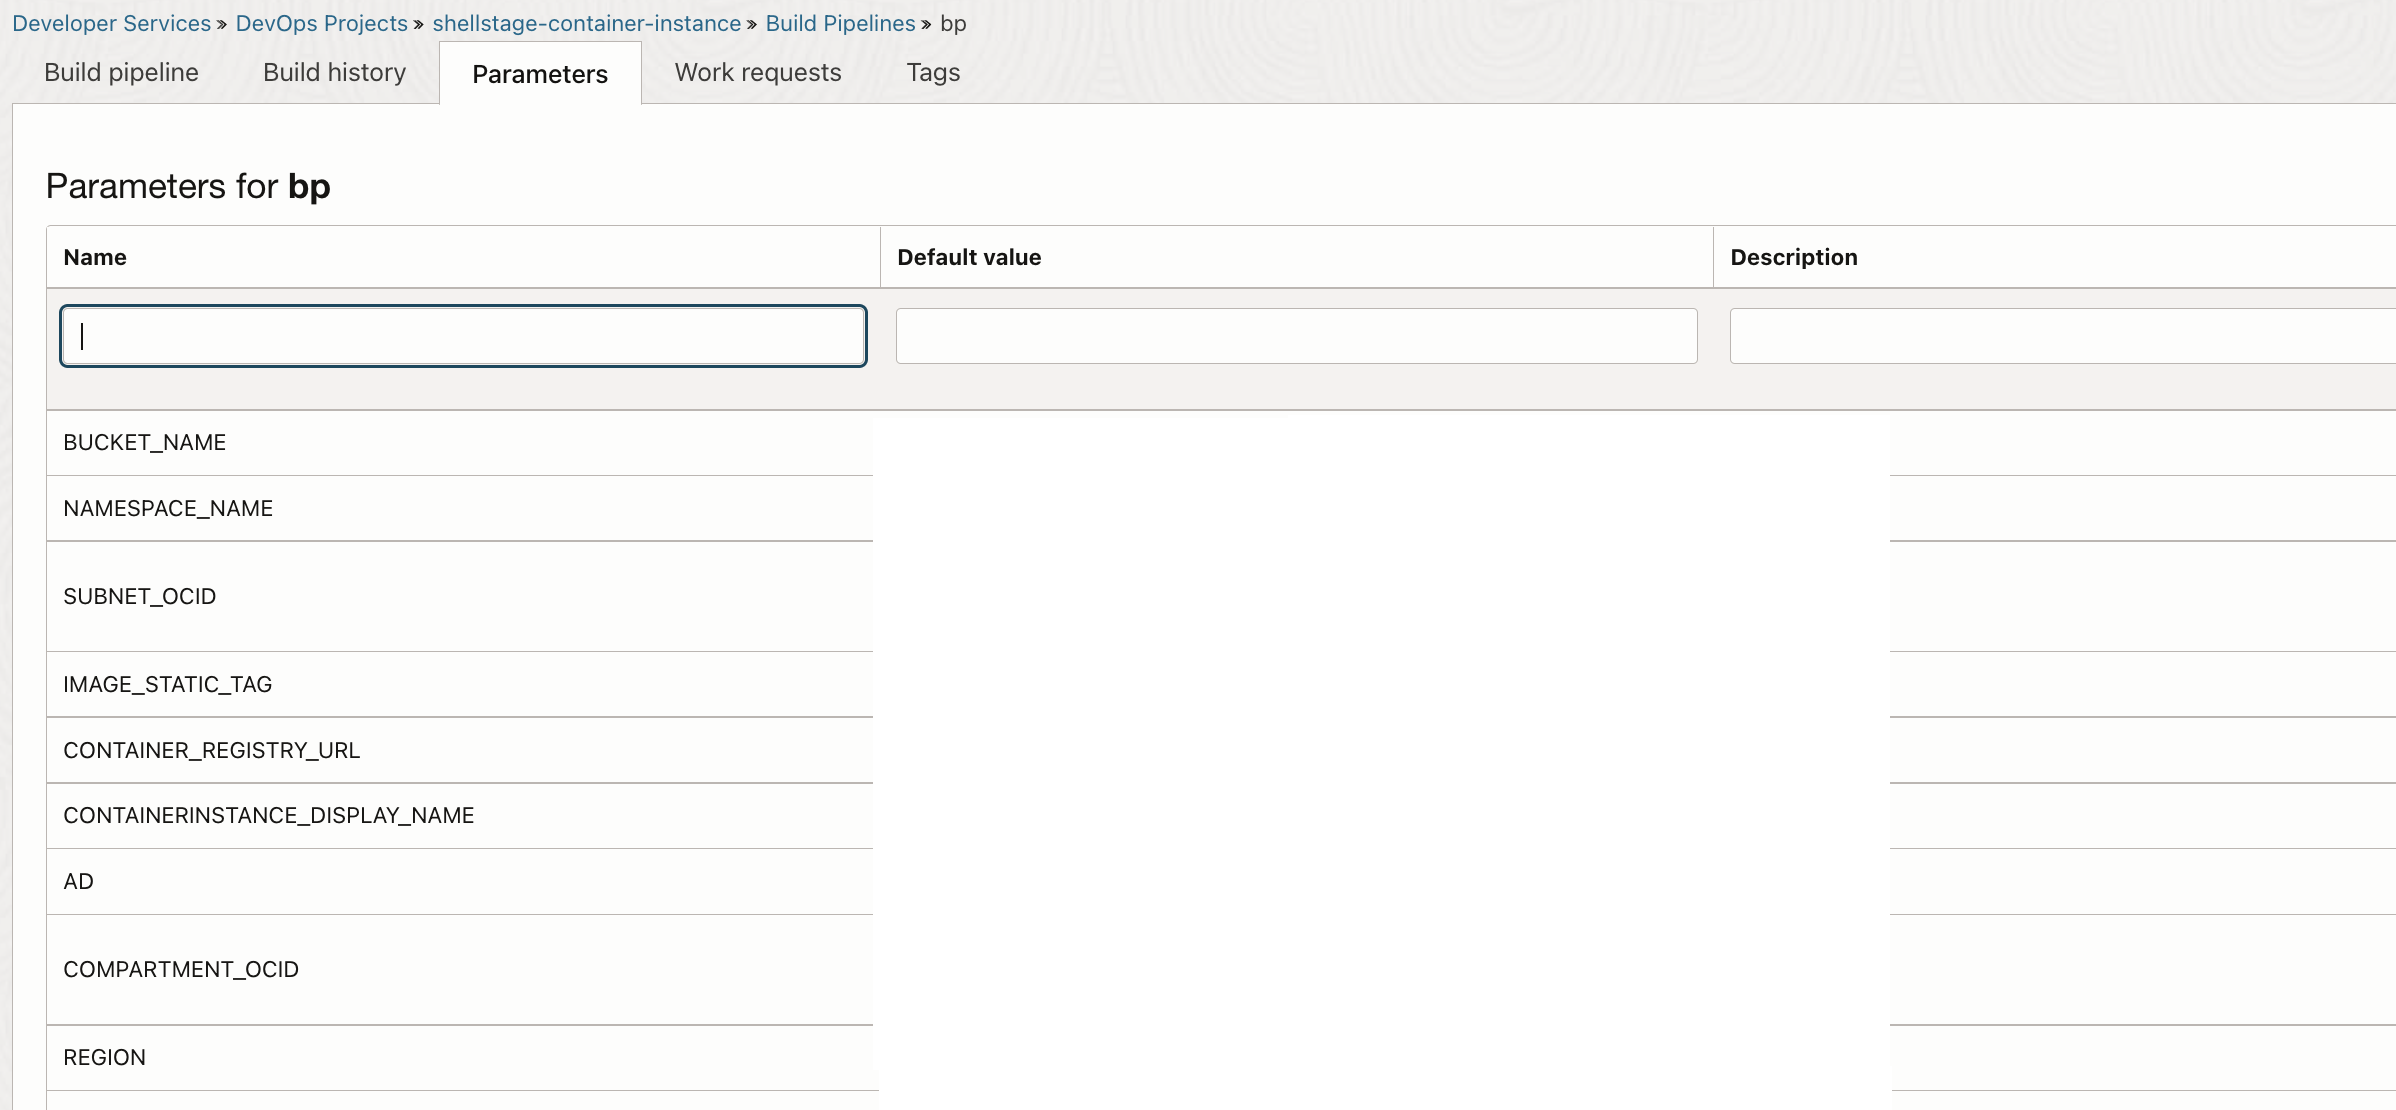 Developer Services » DevOps Projects » shellstage-container-instance » Build Pipelines » bp
Build pipeline Build history Parameters Work requests Tags
Parameters for bp
Name Default value Description
BUCKET_NAME
NAMESPACE_NAME
SUBNET_OCID
IMAGE_STATIC_TAG
CONTAINER_REGISTRY_URL
CONTAINERINSTANCE_DISPLAY_NAME
AD
COMPARTMENT_OCID
REGION